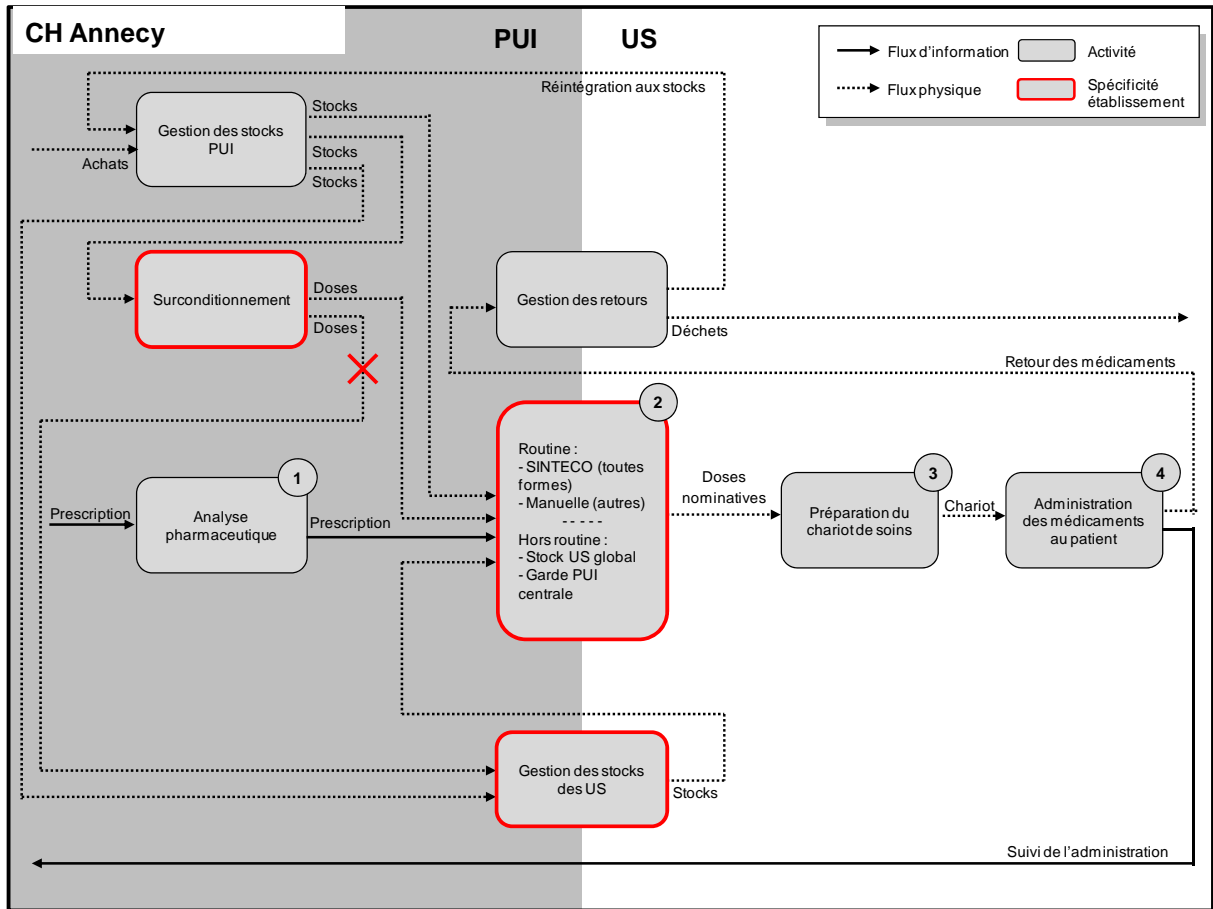 CH Annecy
PUI
US
Flux d'information
Activité
Flux physique
Spécificité
établissement
Réintégration aux stocks
Stocks
Gestion des stocks
PUI
Stocks
Achats
Stocks
Surconditionnement
Doses
Doses
Gestion des retours
Déchets
Retour des médicaments
2
Routine :
- SINTECO (toutes
formes)
- Manuelle (autres)
- - - - -
Hors routine :
- Stock US global
- Garde PUI
centrale
1
Prescription
Analyse
pharmaceutique
Prescription
Doses
nominatives
3
Préparation du
chariot de soins
Chariot
4
Administration
des médicaments
au patient
Gestion des stocks
des US
Stocks
Suivi de l'administration